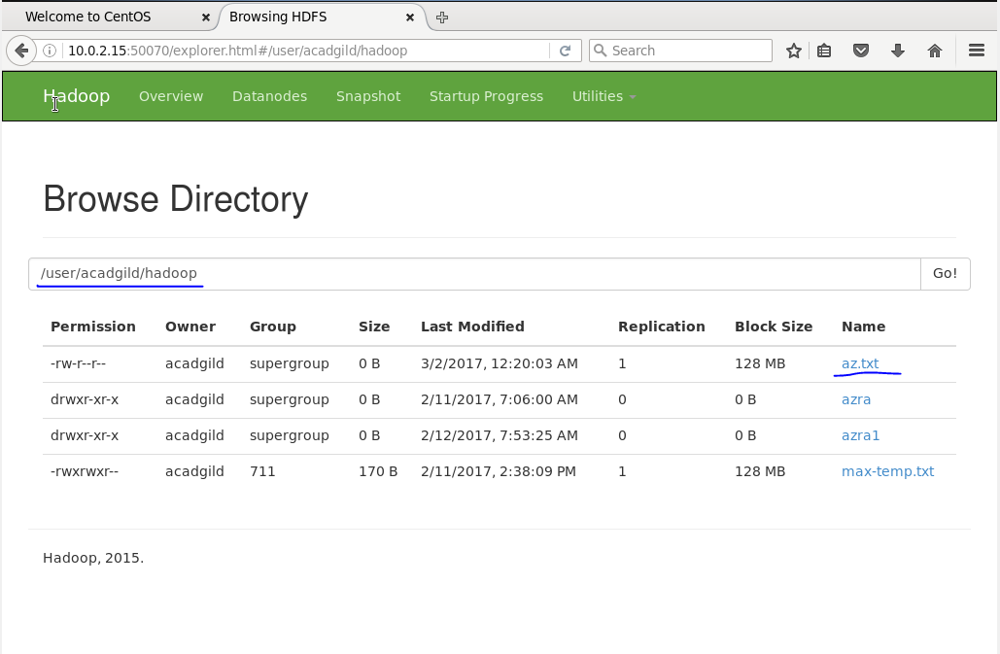 Welcome to CentOS × Browsing HDFS ×
10.0.2.15:50070/explorer.html#/user/acadgild/hadoop Search
Hadoop Overview Datanodes Snapshot Startup Progress Utilities
Browse Directory
/user/acadgild/hadoop Go!
Permission Owner Group Size Last Modified Replication Block Size Name
-rw-r--r-- acadgild supergroup 0 B 3/2/2017, 12:20:03 AM 1 128 MB az.txt
drwxr-xr-x acadgild supergroup 0 B 2/11/2017, 7:06:00 AM 0 0 B azra
drwxr-xr-x acadgild supergroup 0 B 2/12/2017, 7:53:25 AM 0 0 B azra1
-rwxrwxr-- acadgild 711 170 B 2/11/2017, 2:38:09 PM 1 128 MB max-temp.txt
Hadoop, 2015.